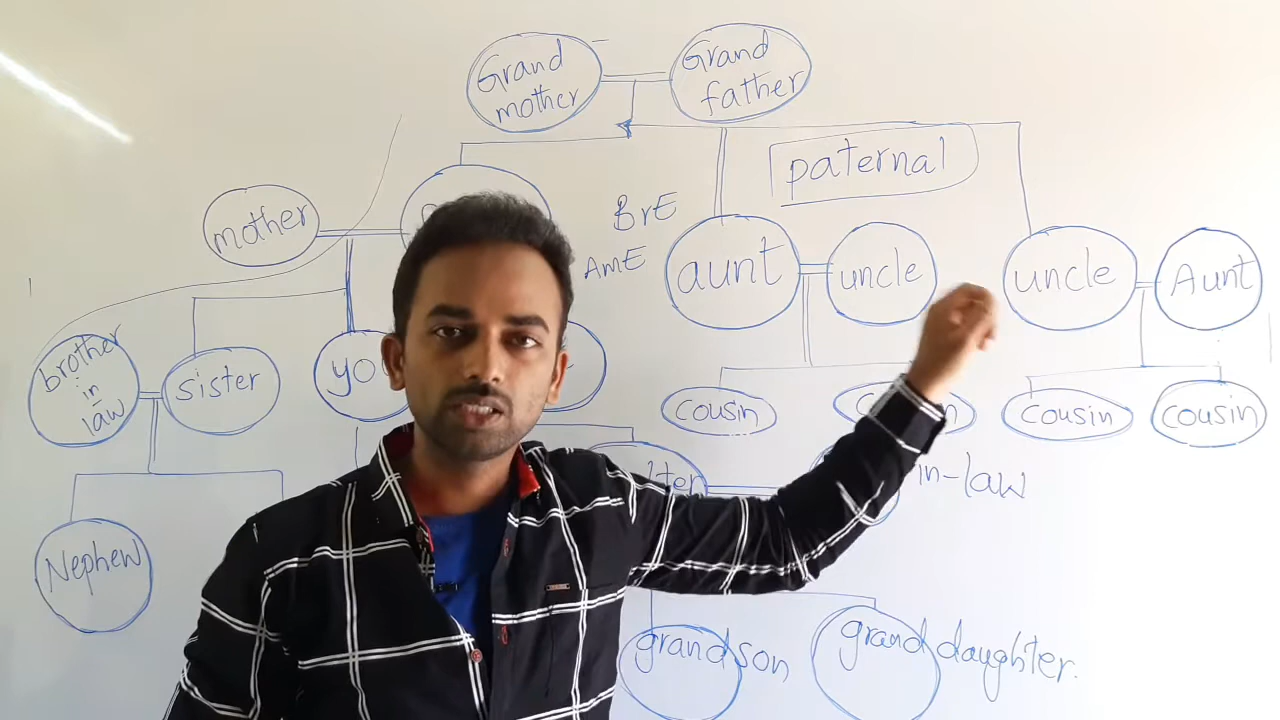 Grand
mother
Grand
father
paternal
mother
BrE
AmE
aunt
uncle
uncle
Aunt
brother
in
law
sister
cousin
cousin
cousin
in-law
Nephew
grandson
grand daughter.